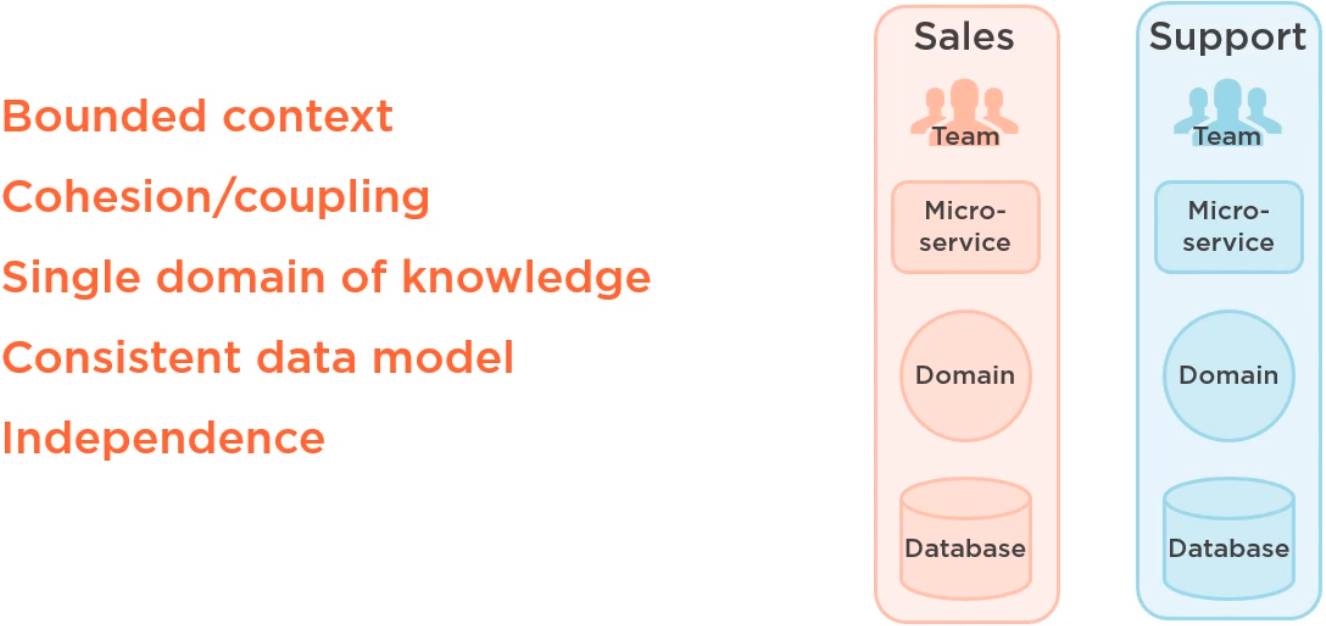 Bounded context
Cohesion/coupling
Single domain of knowledge
Consistent data model
Independence
Sales
Team
Micro-
service
Domain
Database
Support
Team
Micro-
service
Domain
Database